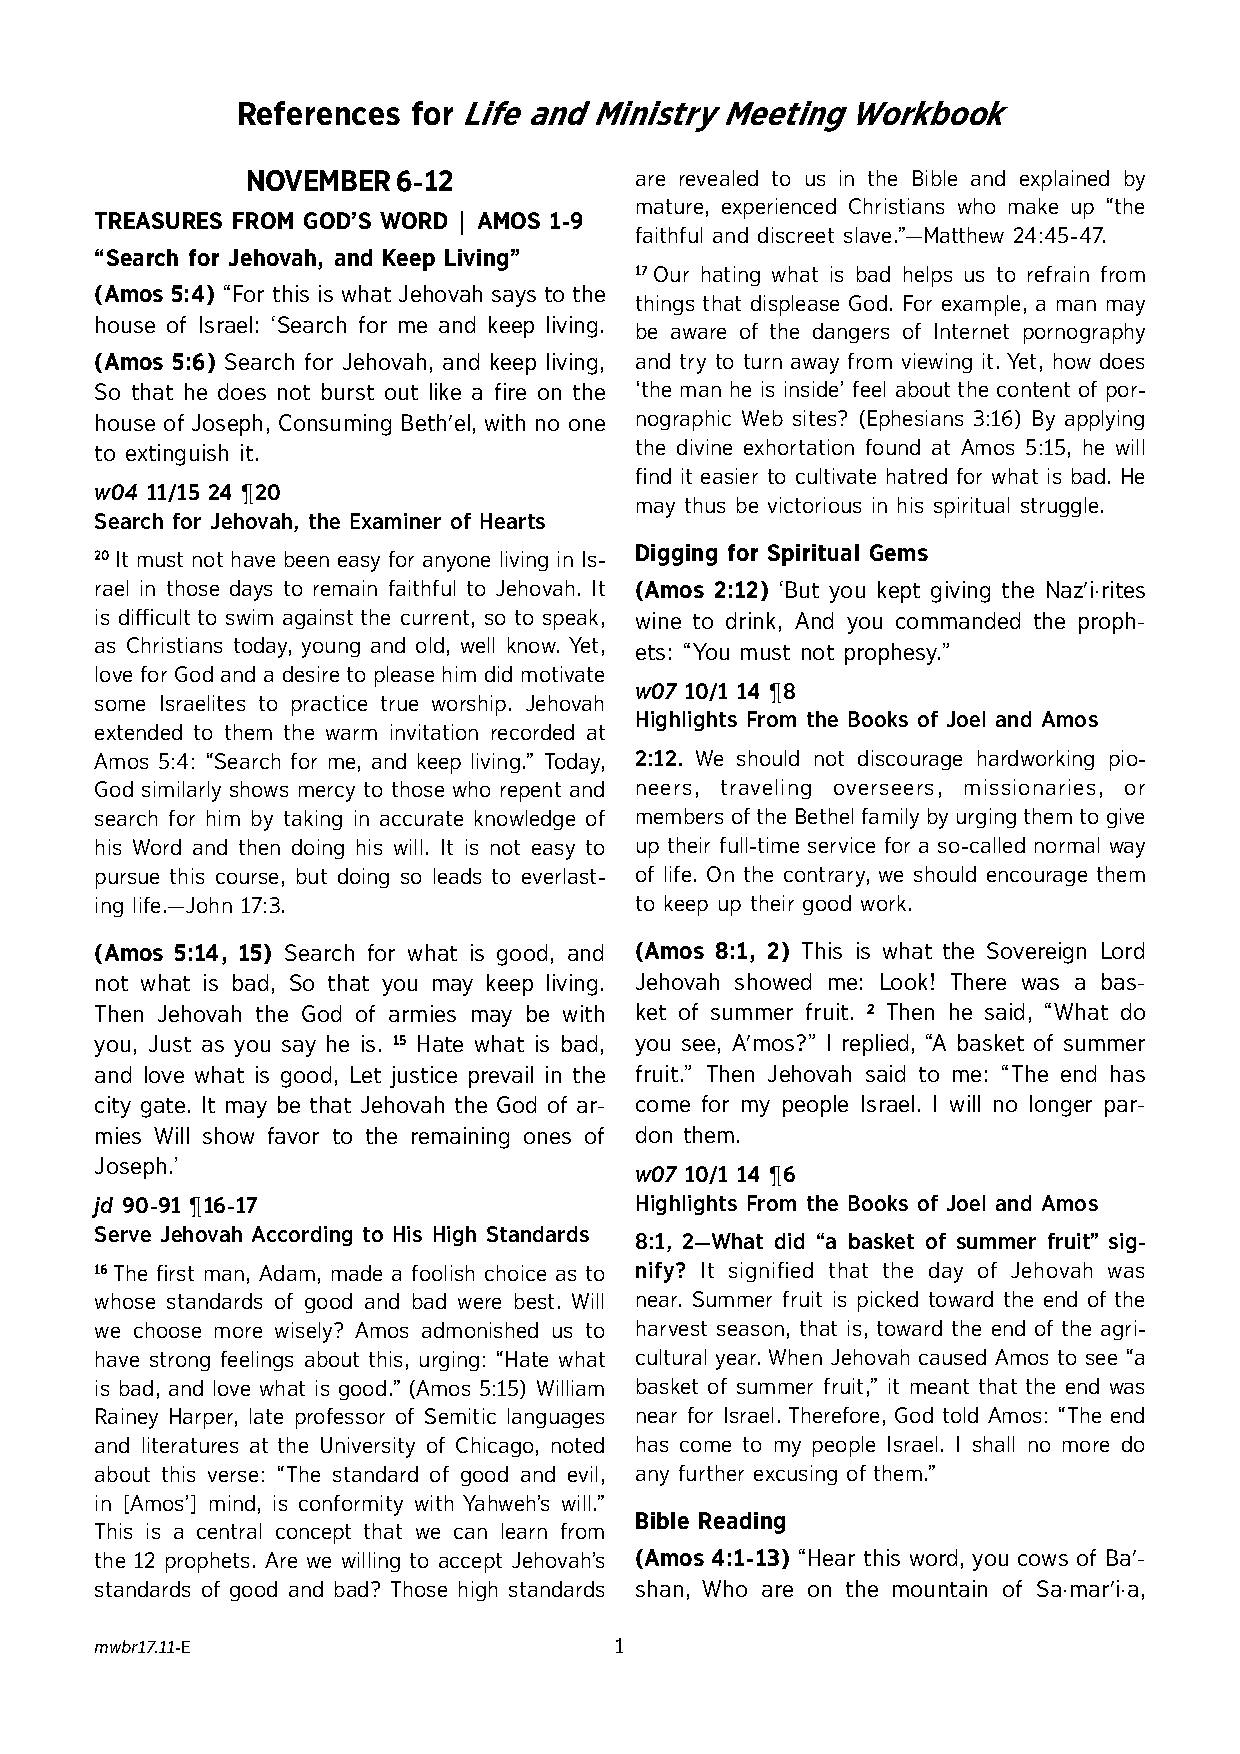 References for Life and Ministry Meeting Workbook
NOVEMBER 6-12
TREASURES FROM GOD’S WORD | AMOS 1-9
“Search for Jehovah, and Keep Living”
(Amos 5:4) “For this is what Jehovah says to the
house of Israel: ‘Search for me and keep living.
(Amos 5:6) Search for Jehovah, and keep living,
So that he does not burst out like a fire on the
house of Joseph, Consuming Beth′el, with no one
to extinguish it.
w04 11/15 24 ¶20
Search for Jehovah, the Examiner of Hearts
20 It must not have been easy for anyone living in Is-
rael in those days to remain faithful to Jehovah. It
is difficult to swim against the current, so to speak,
as Christians today, young and old, well know. Yet,
love for God and a desire to please him did motivate
some Israelites to practice true worship. Jehovah
extended to them the warm invitation recorded at
Amos 5:4: “Search for me, and keep living.” Today,
God similarly shows mercy to those who repent and
search for him by taking in accurate knowledge of
his Word and then doing his will. It is not easy to
pursue this course, but doing so leads to everlast-
ing life.—John 17:3.
(Amos 5:14, 15) Search for what is good, and
not what is bad, So that you may keep living.
Then Jehovah the God of armies may be with
you, Just as you say he is. 15 Hate what is bad,
and love what is good, Let justice prevail in the
city gate. It may be that Jehovah the God of ar-
mies Will show favor to the remaining ones of
Joseph.’
jd 90-91 ¶16-17
Serve Jehovah According to His High Standards
16 The first man, Adam, made a foolish choice as to
whose standards of good and bad were best. Will
we choose more wisely? Amos admonished us to
have strong feelings about this, urging: “Hate what
is bad, and love what is good.” (Amos 5:15) William
Rainey Harper, late professor of Semitic languages
and literatures at the University of Chicago, noted
about this verse: “The standard of good and evil,
in [Amos’] mind, is conformity with Yahweh’s will.”
This is a central concept that we can learn from
the 12 prophets. Are we willing to accept Jehovah’s
standards of good and bad? Those high standards
are revealed to us in the Bible and explained by
mature, experienced Christians who make up “the
faithful and discreet slave.”—Matthew 24:45-47.
17 Our hating what is bad helps us to refrain from
things that displease God. For example, a man may
be aware of the dangers of Internet pornography
and try to turn away from viewing it. Yet, how does
‘the man he is inside’ feel about the content of por-
nographic Web sites? (Ephesians 3:16) By applying
the divine exhortation found at Amos 5:15, he will
find it easier to cultivate hatred for what is bad. He
may thus be victorious in his spiritual struggle.
Digging for Spiritual Gems
(Amos 2:12) ‘But you kept giving the Naz′i·rites
wine to drink, And you commanded the proph-
ets: “You must not prophesy.”
w07 10/1 14 ¶8
Highlights From the Books of Joel and Amos
2:12. We should not discourage hardworking pio-
neers, traveling overseers, missionaries, or
members of the Bethel family by urging them to give
up their full-time service for a so-called normal way
of life. On the contrary, we should encourage them
to keep up their good work.
(Amos 8:1, 2) This is what the Sovereign Lord
Jehovah showed me: Look! There was a bas-
ket of summer fruit. 2 Then he said, “What do
you see, A′mos?” I replied, “A basket of summer
fruit.” Then Jehovah said to me: “The end has
come for my people Israel. I will no longer par-
don them.
w07 10/1 14 ¶6
Highlights From the Books of Joel and Amos
8:1, 2—What did “a basket of summer fruit” sig-
nify? It signified that the day of Jehovah was
near. Summer fruit is picked toward the end of the
harvest season, that is, toward the end of the agri-
cultural year. When Jehovah caused Amos to see “a
basket of summer fruit,” it meant that the end was
near for Israel. Therefore, God told Amos: “The end
has come to my people Israel. I shall no more do
any further excusing of them.”
Bible Reading
(Amos 4:1-13) “Hear this word, you cows of Ba′-
shan, Who are on the mountain of Sa·mar′i·a,
mwbr17.11-E
1